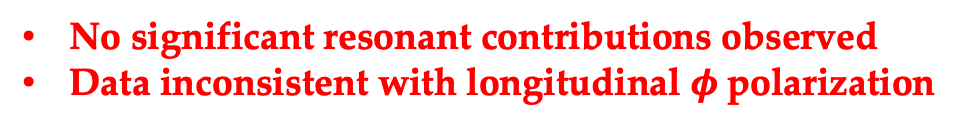 • No significant resonant contributions observed
• Data inconsistent with longitudinal ϕ polarization